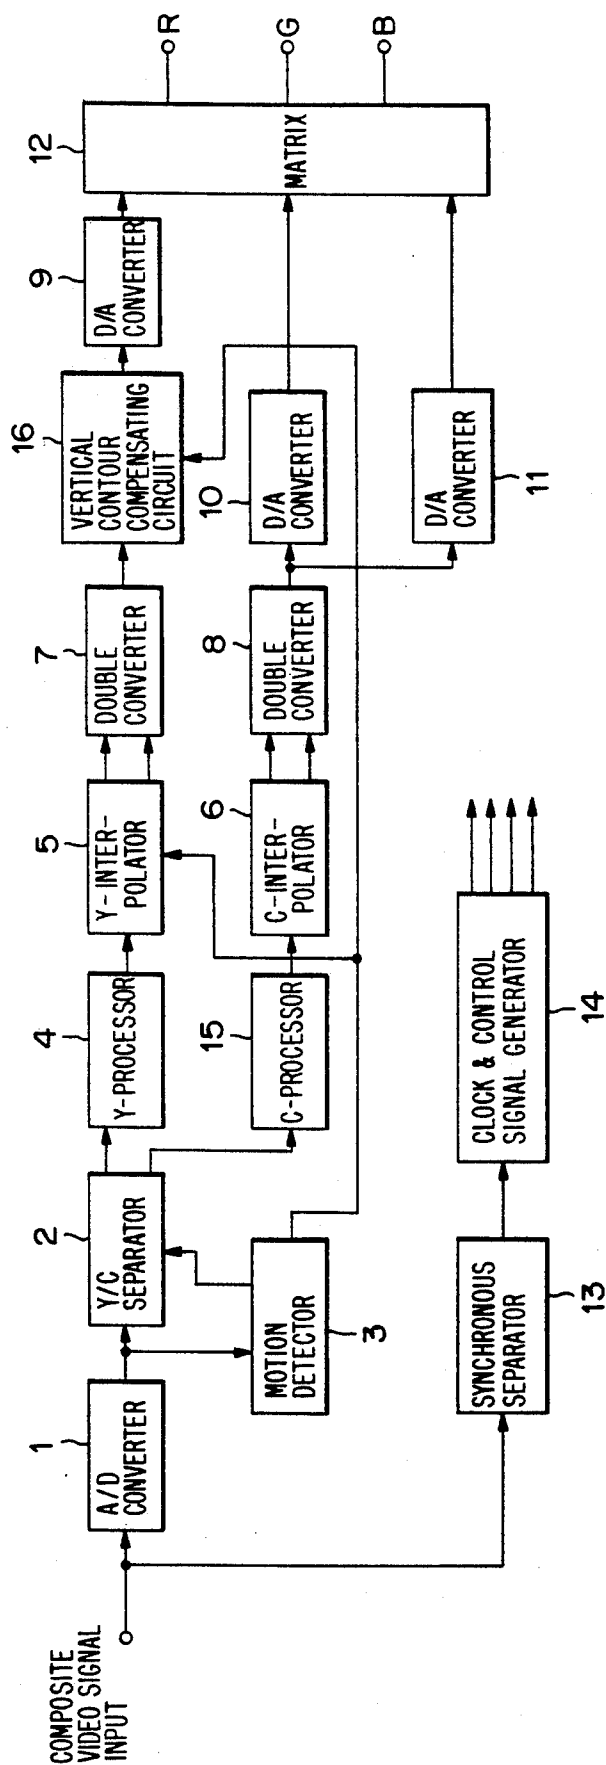 COMPOSITE
VIDEO SIGNAL
INPUT
1
A/D
CONVERTER
2
Y/C
SEPARATOR
3
MOTION
DETECTOR
4
Y-PROCESSOR
15
C-PROCESSOR
5
Y-INTER-
POLATOR
6
C-INTER-
POLATOR
7
DOUBLE
CONVERTER
8
DOUBLE
CONVERTER
16
VERTICAL
CONTOUR
COMPENSATING
CIRCUIT
9
D/A
CONVERTER
10
D/A
CONVERTER
11
D/A
CONVERTER
12
MATRIX
R
G
B
13
SYNCHRONOUS
SEPARATOR
14
CLOCK & CONTROL
SIGNAL GENERATOR